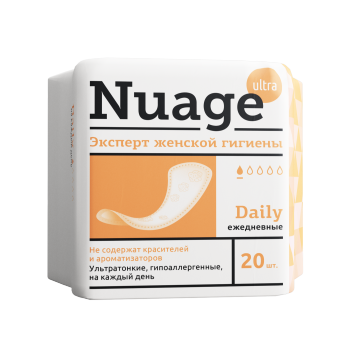 Nuage
ultra
Эксперт женской гигиены
Daily
ежедневные
Не содержат красителей
и ароматизаторов
Ультратонкие, гипоаллергенные,
на каждый день
20 шт.